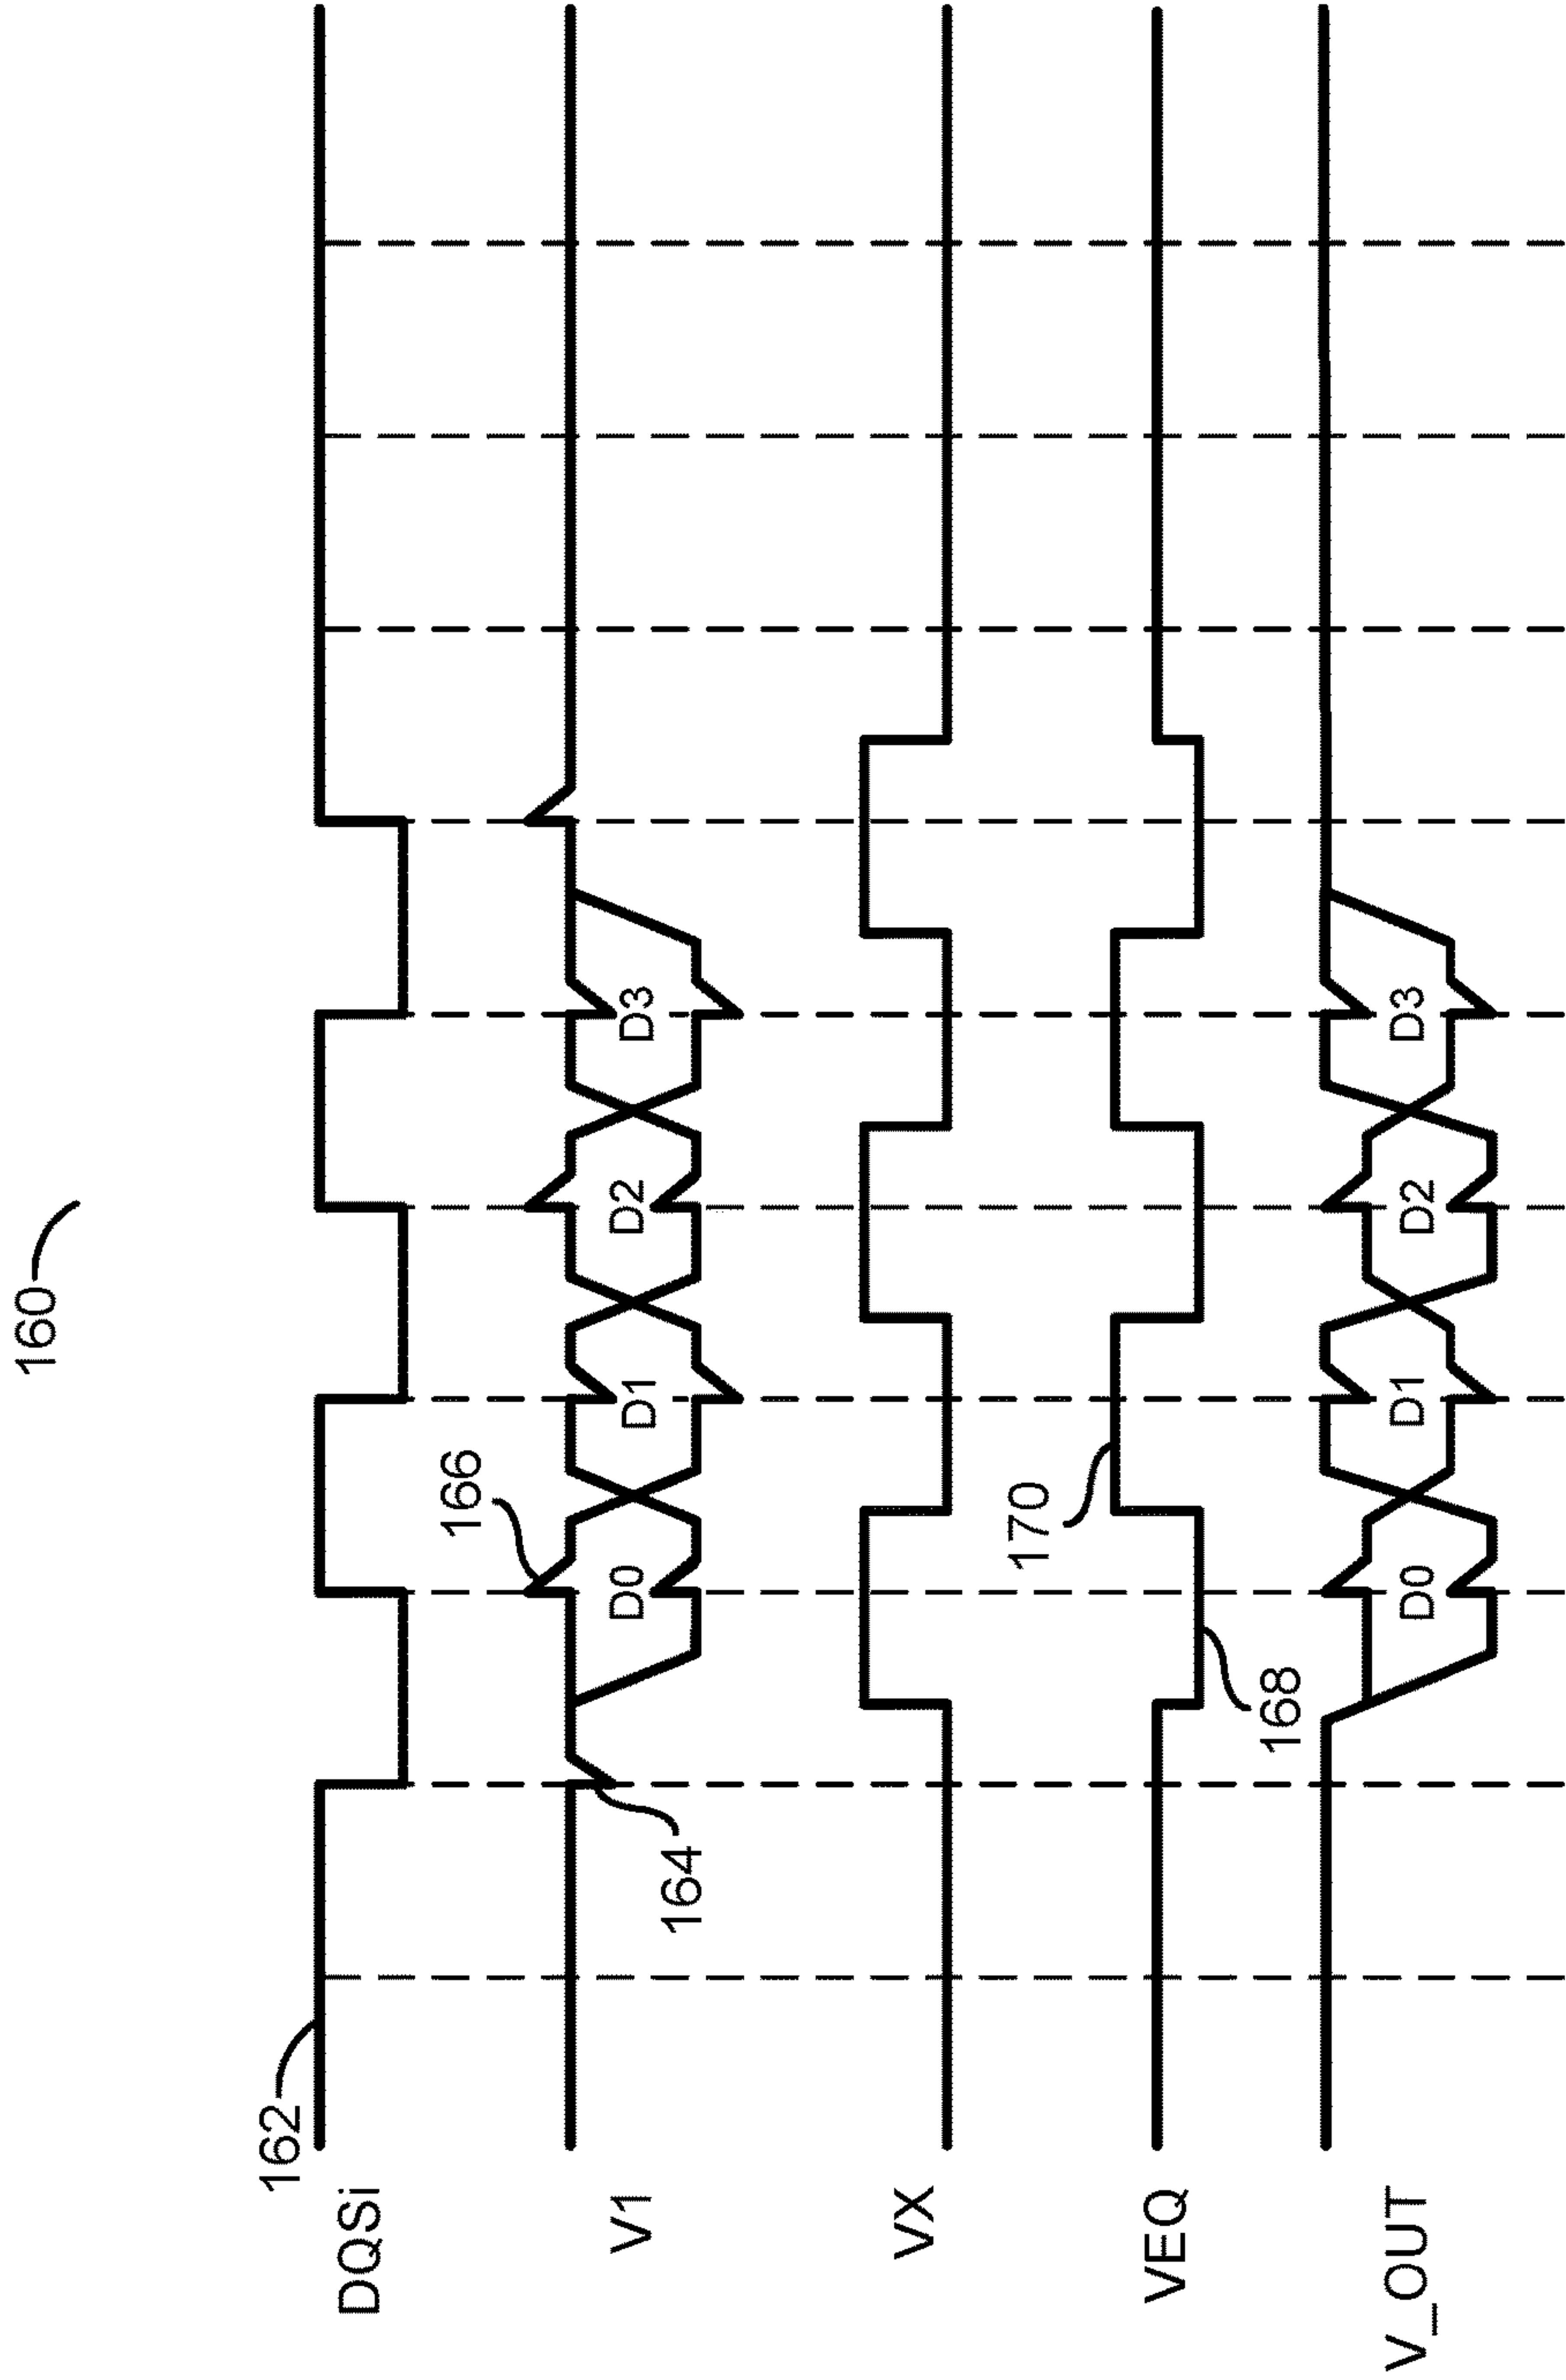 160
162
DQSi
166
V1
D0
D1
D2
D3
164
VX
170
VEQ
168
V_OUT
D0
D1
D2
D3